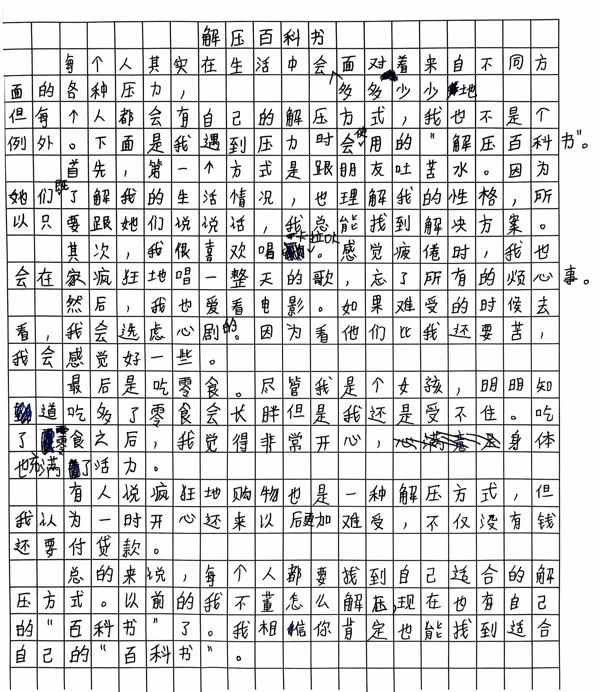 解压百科书
每个人其实在生活中会面对着来自不同方
面的各种压力，多多少少地
但每个人都会有自己的解压方式，我也不是个
例外。下面是我遇到压力时会使用的“解压百科书”。
首先，第一个方式是跟朋友吐苦水。因为
她们既了解我的生活情况，也理解我的性格，所
以只要跟她们说说话，我总能找到解决方案。
其次，我很喜欢唱卡拉OK。感觉疲倦时，我也
会在家疯狂地唱一整天的歌，忘了所有的烦心事。
然后，我也爱看电影。如果难受的时候去
看，我会选虑心剧的。因为看他们比我还要苦，
我会感觉好一些。
最后是吃零食。尽管我是个女孩，明明知
道吃多了零食会长胖但是我还是受不住。吃
了零食之后，我觉得非常开心，身体
也充满了活力。
有人说疯狂地购物也是一种解压方式，但
我认为一时开心还来以后更加难受，不仅没有钱
还要付贷款。
总的来说，每个人都要找到自己适合的解
压方式。以前的我不董怎么解压，现在也有自己
的“百科书”了。我相信你肯定也能找到适合
自己的“百科书”。